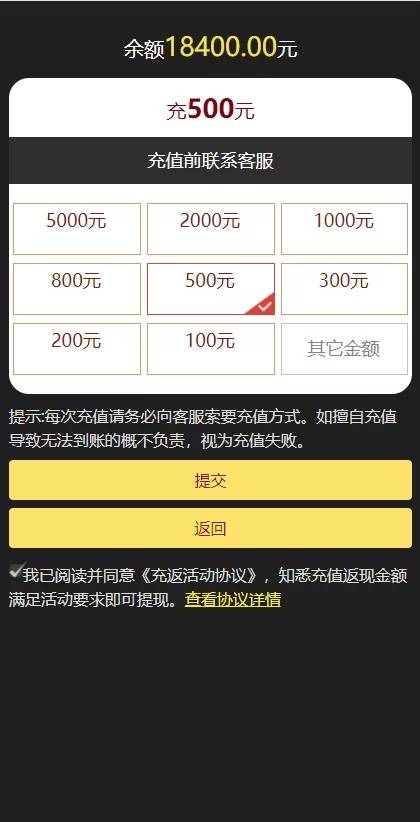 余额18400.00元
充500元
充值前联系客服
5000元
2000元
1000元
800元
500元
300元
200元
100元
其它金额
提示:每次充值请务必向客服索要充值方式。如擅自充值
导致无法到账的概不负责，视为充值失败。
提交
返回
我已阅读并同意《充返活动协议》，知悉充值返现金额
满足活动要求即可提现。查看协议详情